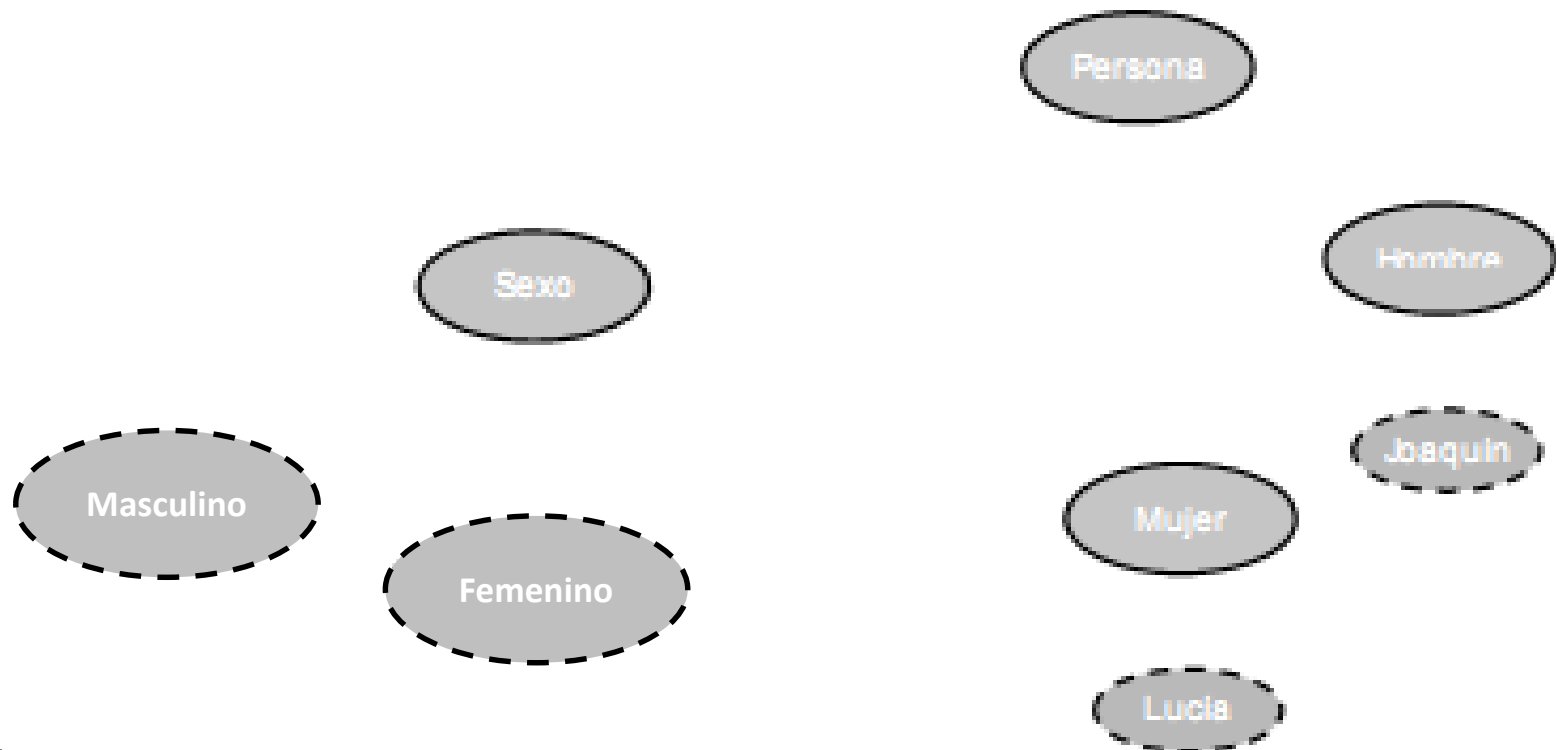 Persona
Hombre
Sexo
Joaquin
Masculino
Mujer
Femenino
Lucia